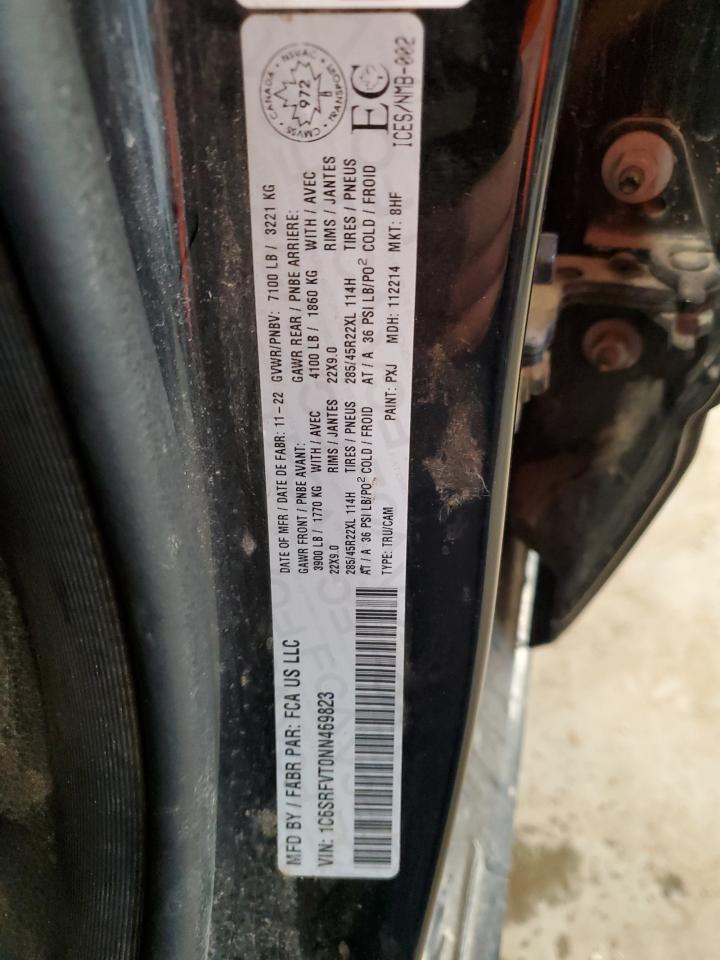 MFD BY / FABR PAR: FCA US LLC
VIN: 1C6SRFVT0NN469823
DATE OF MFR / DATE DE FABR: 11-22
GVWR/PNBV: 7100 LB / 3221 KG
GAWR FRONT / PNBE AVANT:
3900 LB / 1770 KG WITH / AVEC
22X9.0 RIMS / JANTES
285/45R22XL 114H TIRES / PNEUS
AT / A 36 PSI LB/PO² COLD / FROID
GAWR REAR / PNBE ARRIERE:
4100 LB / 1860 KG WITH / AVEC
22X9.0 RIMS / JANTES
285/45R22XL 114H TIRES / PNEUS
AT / A 36 PSI LB/PO² COLD / FROID
TYPE: TRU/CAM PAINT: PXJ MDH: 112214 MKT: 8HF
CANADA • NSVAC • TRANSPORT • CMVSS
972
EC
ICES/NMB-002